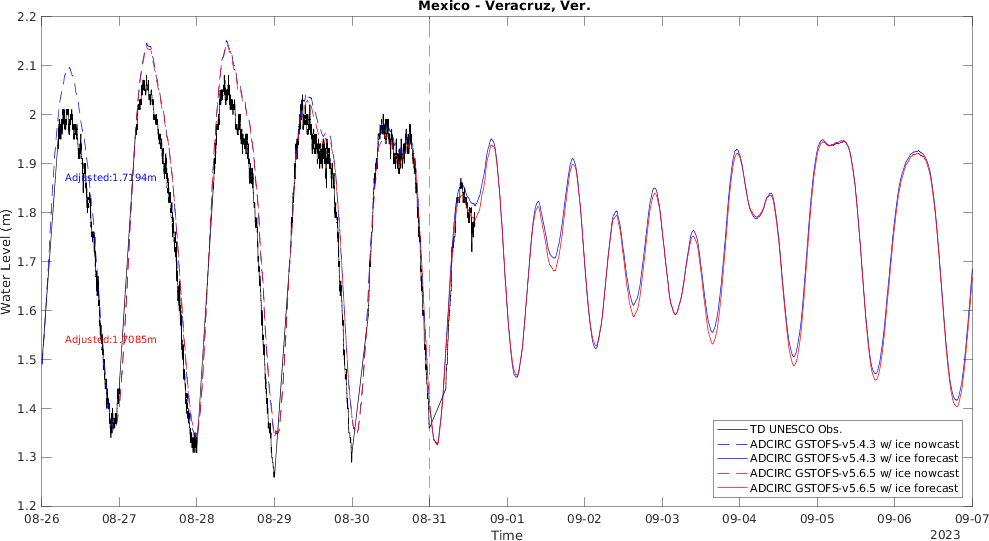 Mexico - Veracruz, Ver.
2.2
2.1
2
1.9
1.8
1.7
1.6
1.5
1.4
1.3
1.2
Water Level (m)
Adjusted:1.7194m
Adjusted:1.7085m
TD UNESCO Obs.
ADCIRC GSTOFS-v5.4.3 w/ ice nowcast
ADCIRC GSTOFS-v5.4.3 w/ ice forecast
ADCIRC GSTOFS-v5.6.5 w/ ice nowcast
ADCIRC GSTOFS-v5.6.5 w/ ice forecast
08-26 08-27 08-28 08-29 08-30 08-31 09-01 09-02 09-03 09-04 09-05 09-06 09-07
Time
2023